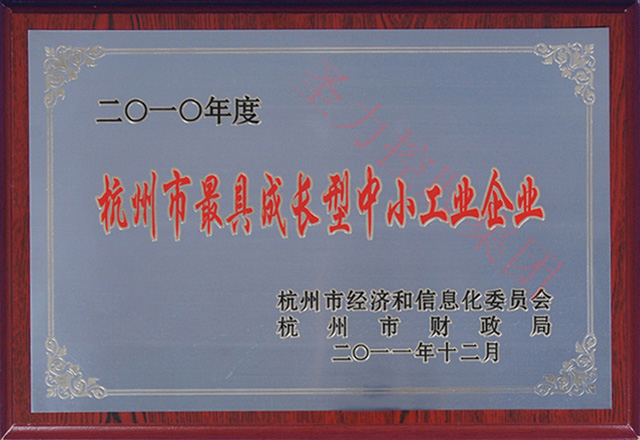 二〇一〇年度
杭州市最具成长型中小工业企业
杭州市经济和信息化委员会
杭州市财政局
二〇一一年十二月